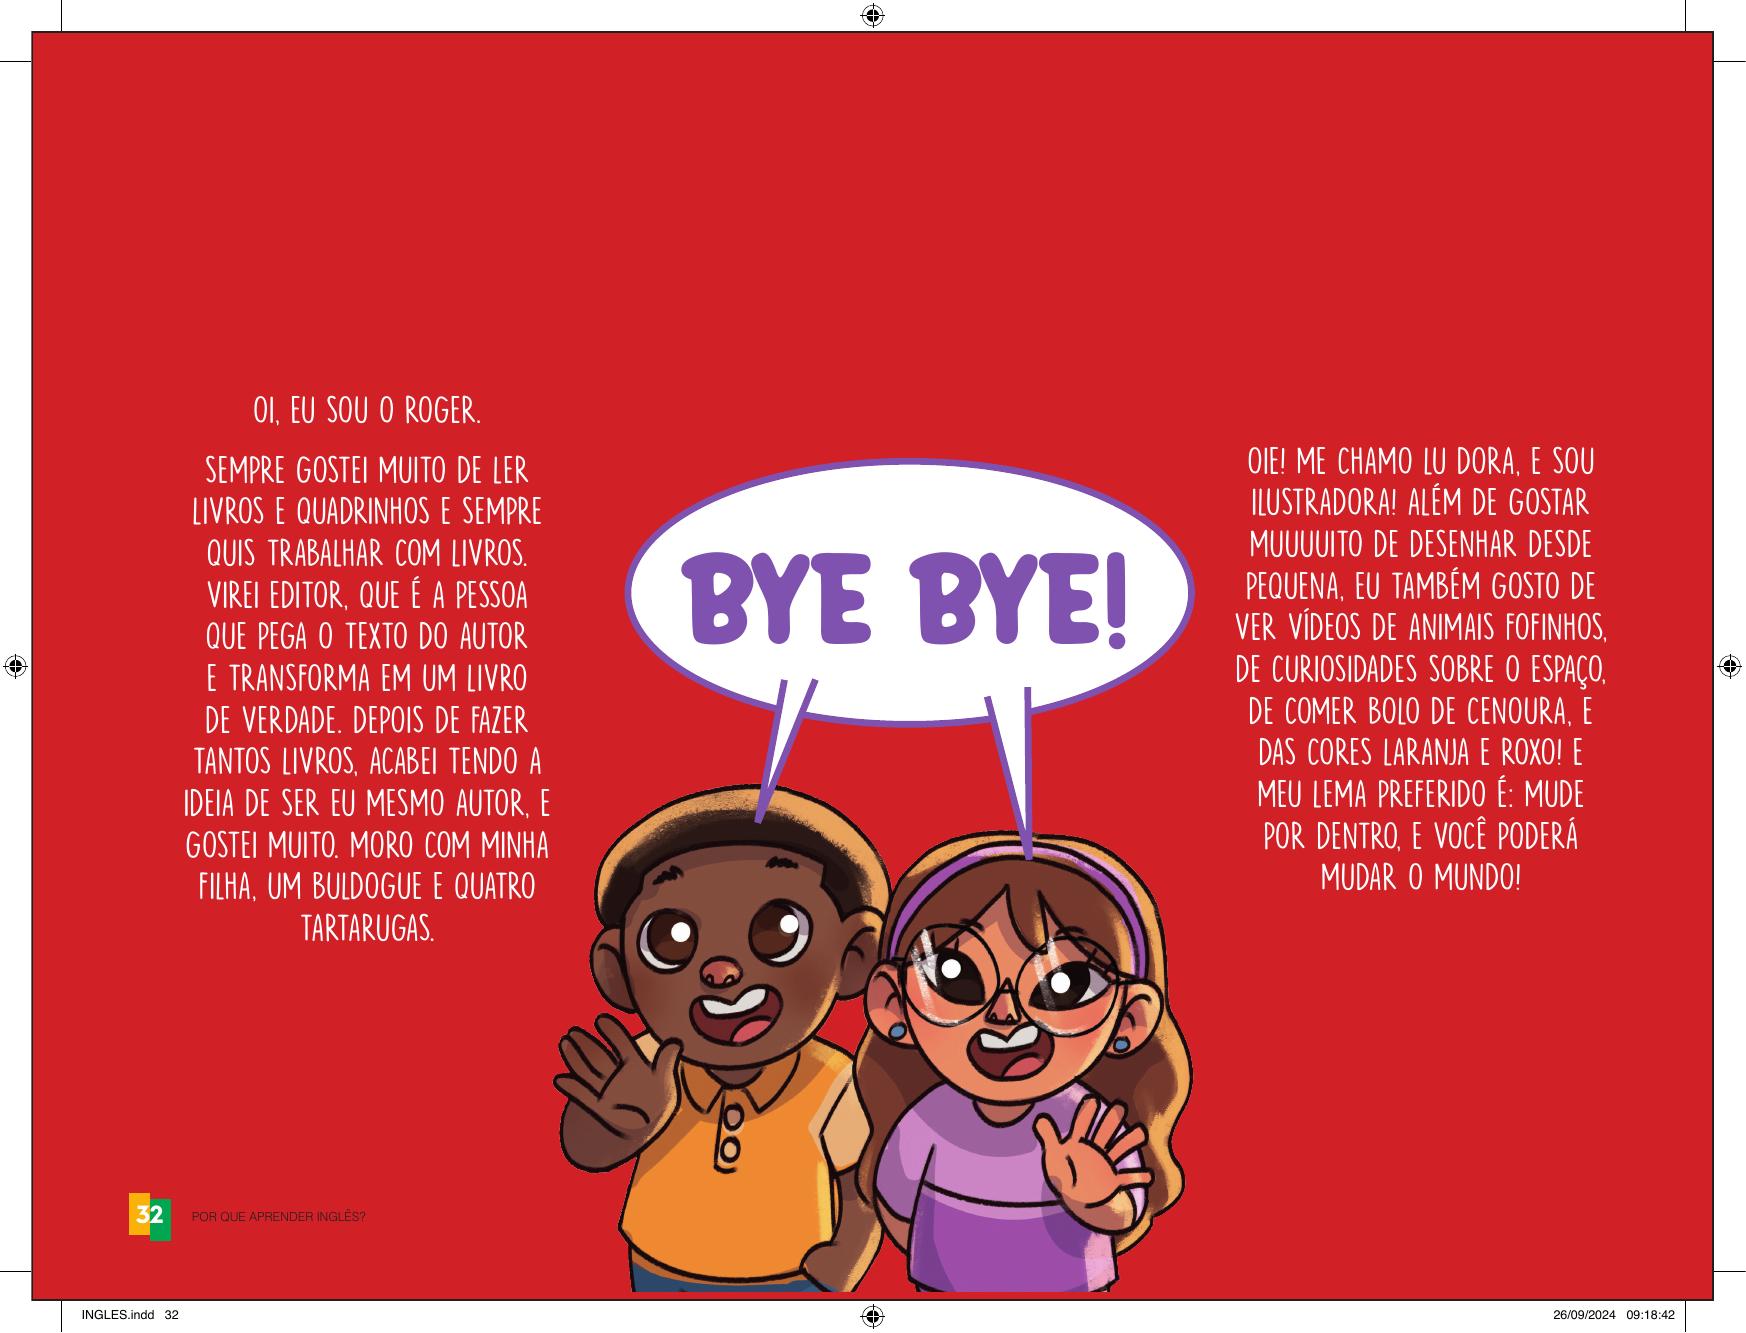 OI, EU SOU O ROGER.
SEMPRE GOSTEI MUITO DE LER
LIVROS E QUADRINHOS E SEMPRE
QUIS TRABALHAR COM LIVROS.
VIREI EDITOR, QUE É A PESSOA
QUE PEGA O TEXTO DO AUTOR
E TRANSFORMA EM UM LIVRO
DE VERDADE. DEPOIS DE FAZER
TANTOS LIVROS, ACABEI TENDO A
IDEIA DE SER EU MESMO AUTOR, E
GOSTEI MUITO. MORO COM MINHA
FILHA, UM BULDOGUE E QUATRO
TARTARUGAS.
BYE BYE!
OIE! ME CHAMO LU DORA, E SOU
ILUSTRADORA! ALÉM DE GOSTAR
MUUUUITO DE DESENHAR DESDE
PEQUENA, EU TAMBÉM GOSTO DE
VER VÍDEOS DE ANIMAIS FOFINHOS,
DE CURIOSIDADES SOBRE O ESPAÇO,
DE COMER BOLO DE CENOURA, E
DAS CORES LARANJA E ROXO! E
MEU LEMA PREFERIDO É: MUDE
POR DENTRO, E VOCÊ PODERÁ
MUDAR O MUNDO!
32 POR QUE APRENDER INGLÊS?
INGLES.indd 32 26/09/2024 09:18:42